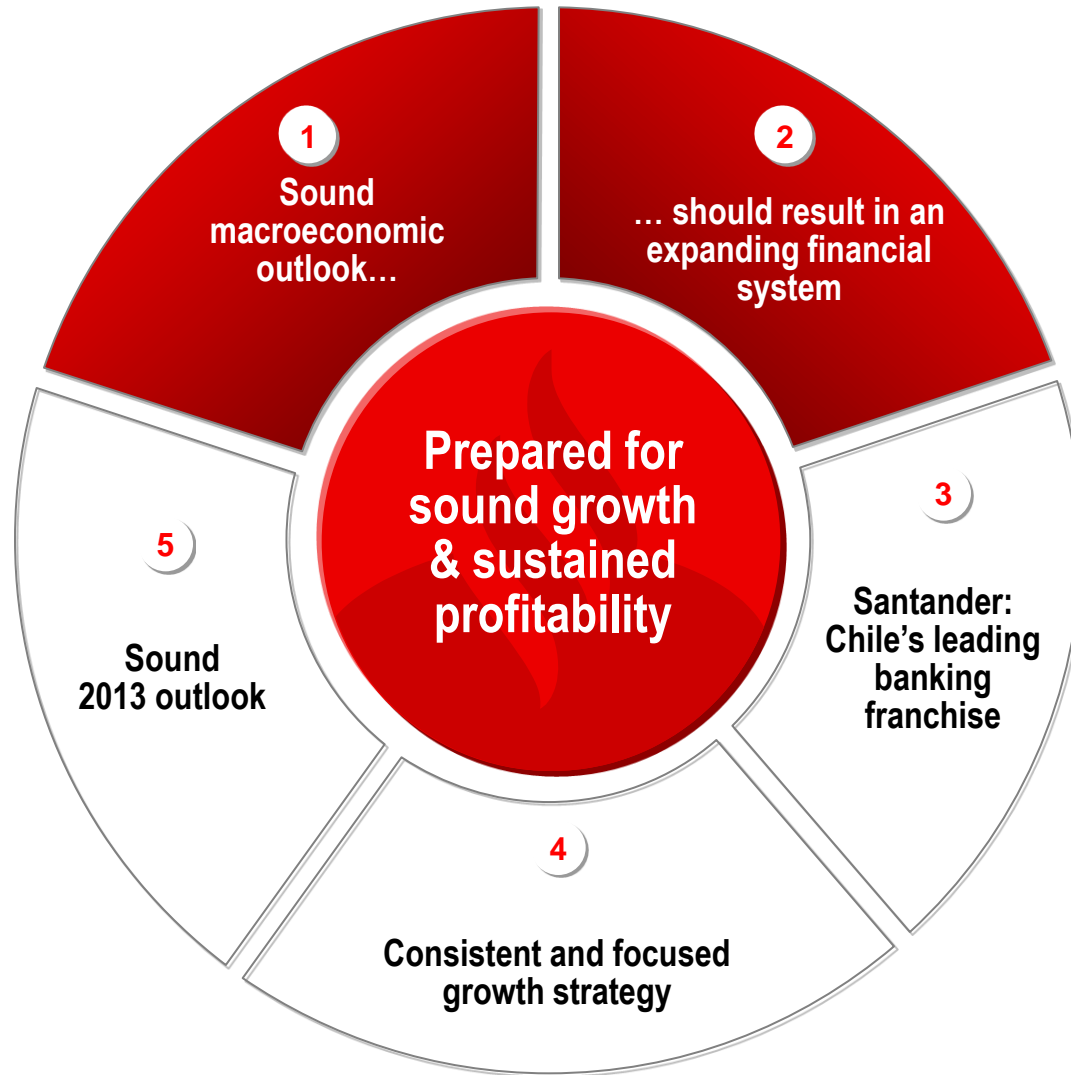 1
Sound
macroeconomic
outlook…
2
… should result in an
expanding financial
system
3
Santander:
Chile’s leading
banking
franchise
4
Consistent and focused
growth strategy
5
Sound
2013 outlook
Prepared for
sound growth
& sustained
profitability